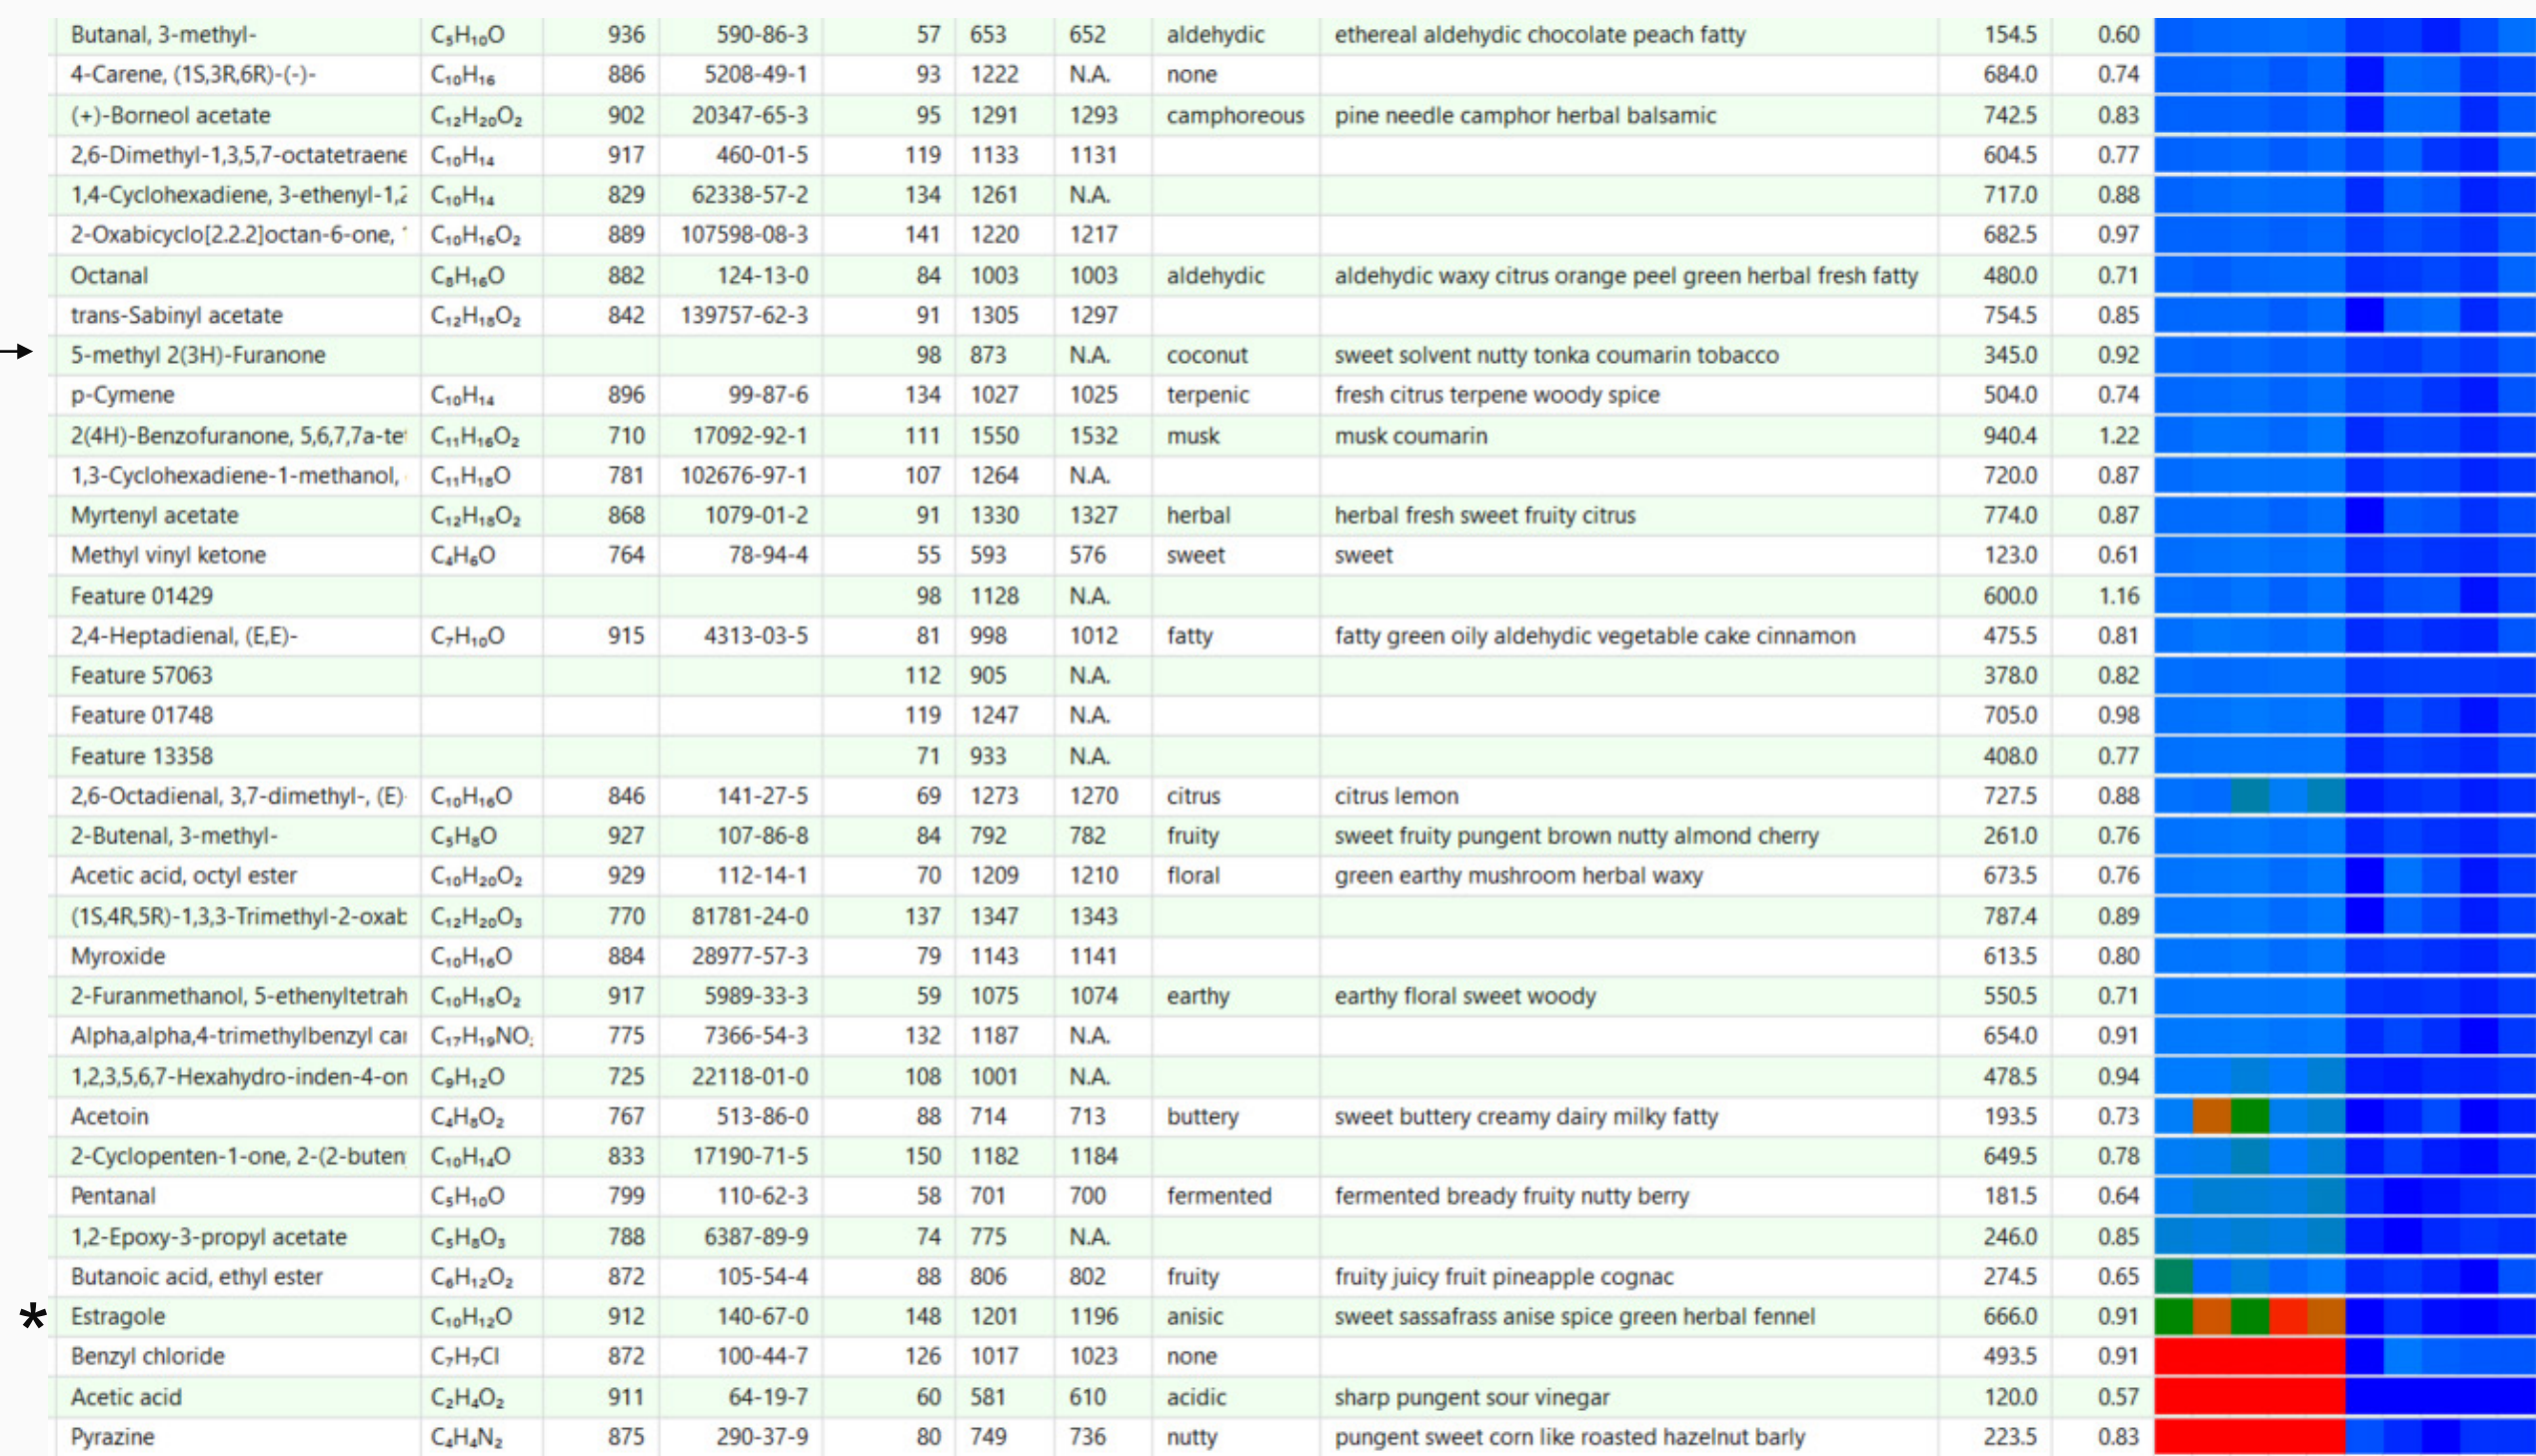 Butanal, 3-methyl- C₅H₁₀O 936 590-86-3 57 653 652 aldehydic ethereal aldehydic chocolate peach fatty 154.5 0.60
4-Carene, (1S,3R,6R)-(-)- C₁₀H₁₆ 886 5208-49-1 93 1222 N.A. none 684.0 0.74
(+)-Borneol acetate C₁₂H₂₀O₂ 902 20347-65-3 95 1291 1293 camphoreous pine needle camphor herbal balsamic 742.5 0.83
2,6-Dimethyl-1,3,5,7-octatetraene C₁₀H₁₄ 917 460-01-5 119 1133 1131 604.5 0.77
1,4-Cyclohexadiene, 3-ethenyl-1,2 C₁₀H₁₄ 829 62338-57-2 134 1261 N.A. 717.0 0.88
2-Oxabicyclo[2.2.2]octan-6-one, C₁₀H₁₆O₂ 889 107598-08-3 141 1220 1217 682.5 0.97
Octanal C₈H₁₆O 882 124-13-0 84 1003 1003 aldehydic aldehydic waxy citrus orange peel green herbal fresh fatty 480.0 0.71
trans-Sabinyl acetate C₁₂H₁₈O₂ 842 139757-62-3 91 1305 1297 754.5 0.85
→ 5-methyl 2(3H)-Furanone 98 873 N.A. coconut sweet solvent nutty tonka coumarin tobacco 345.0 0.92
p-Cymene C₁₀H₁₄ 896 99-87-6 134 1027 1025 terpenic fresh citrus terpene woody spice 504.0 0.74
2(4H)-Benzofuranone, 5,6,7,7a-tet C₁₁H₁₆O₂ 710 17092-92-1 111 1550 1532 musk musk coumarin 940.4 1.22
1,3-Cyclohexadiene-1-methanol, C₁₁H₁₈O 781 102676-97-1 107 1264 N.A. 720.0 0.87
Myrtenyl acetate C₁₂H₁₈O₂ 868 1079-01-2 91 1330 1327 herbal herbal fresh sweet fruity citrus 774.0 0.87
Methyl vinyl ketone C₄H₆O 764 78-94-4 55 593 576 sweet sweet 123.0 0.61
Feature 01429 98 1128 N.A. 600.0 1.16
2,4-Heptadienal, (E,E)- C₇H₁₀O 915 4313-03-5 81 998 1012 fatty fatty green oily aldehydic vegetable cake cinnamon 475.5 0.81
Feature 57063 112 905 N.A. 378.0 0.82
Feature 01748 119 1247 N.A. 705.0 0.98
Feature 13358 71 933 N.A. 408.0 0.77
2,6-Octadienal, 3,7-dimethyl-, (E)- C₁₀H₁₆O 846 141-27-5 69 1273 1270 citrus citrus lemon 727.5 0.88
2-Butenal, 3-methyl- C₅H₈O 927 107-86-8 84 792 782 fruity sweet fruity pungent brown nutty almond cherry 261.0 0.76
Acetic acid, octyl ester C₁₀H₂₀O₂ 929 112-14-1 70 1209 1210 floral green earthy mushroom herbal waxy 673.5 0.76
(1S,4R,5R)-1,3,3-Trimethyl-2-oxab C₁₂H₂₀O₃ 770 81781-24-0 137 1347 1343 787.4 0.89
Myroxide C₁₀H₁₆O 884 28977-57-3 79 1143 1141 613.5 0.80
2-Furanmethanol, 5-ethenyltetrah C₁₀H₁₈O₂ 917 5989-33-3 59 1075 1074 earthy earthy floral sweet woody 550.5 0.71
Alpha,alpha,4-trimethylbenzyl car C₁₇H₁₉NO₂ 775 7366-54-3 132 1187 N.A. 654.0 0.91
1,2,3,5,6,7-Hexahydro-inden-4-on C₉H₁₂O 725 22118-01-0 108 1001 N.A. 478.5 0.94
Acetoin C₄H₈O₂ 767 513-86-0 88 714 713 buttery sweet buttery creamy dairy milky fatty 193.5 0.73
2-Cyclopenten-1-one, 2-(2-buten C₁₀H₁₄O 833 17190-71-5 150 1182 1184 649.5 0.78
Pentanal C₅H₁₀O 799 110-62-3 58 701 700 fermented fermented bready fruity nutty berry 181.5 0.64
1,2-Epoxy-3-propyl acetate C₅H₈O₃ 788 6387-89-9 74 775 N.A. 246.0 0.85
Butanoic acid, ethyl ester C₆H₁₂O₂ 872 105-54-4 88 806 802 fruity fruity juicy fruit pineapple cognac 274.5 0.65
* Estragole C₁₀H₁₂O 912 140-67-0 148 1201 1196 anisic sweet sassafrass anise spice green herbal fennel 666.0 0.91
Benzyl chloride C₇H₇Cl 872 100-44-7 126 1017 1023 none 493.5 0.91
Acetic acid C₂H₄O₂ 911 64-19-7 60 581 610 acidic sharp pungent sour vinegar 120.0 0.57
Pyrazine C₄H₄N₂ 875 290-37-9 80 749 736 nutty pungent sweet corn like roasted hazelnut barly 223.5 0.83